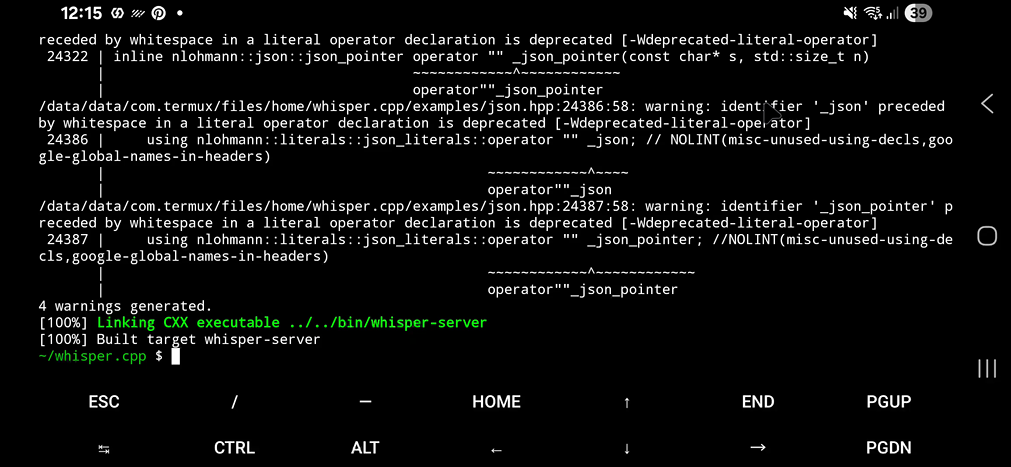 12:15 39
receded by whitespace in a literal operator declaration is deprecated [-Wdeprecated-literal-operator]
24322 | inline nlohmann::json::json_pointer operator "" _json_pointer(const char* s, std::size_t n)
| ~~~~~~~~~~~~^~~~~~~~~~~~~
| operator""_json_pointer
/data/data/com.termux/files/home/whisper.cpp/examples/json.hpp:24386:58: warning: identifier '_json' preceded
by whitespace in a literal operator declaration is deprecated [-Wdeprecated-literal-operator]
24386 | using nlohmann::literals::json_literals::operator "" _json; // NOLINT(misc-unused-using-decls,goo
gle-global-names-in-headers)
| ~~~~~~~~~~~~^~~~~
| operator""_json
/data/data/com.termux/files/home/whisper.cpp/examples/json.hpp:24387:58: warning: identifier '_json_pointer' p
receded by whitespace in a literal operator declaration is deprecated [-Wdeprecated-literal-operator]
24387 | using nlohmann::literals::json_literals::operator "" _json_pointer; //NOLINT(misc-unused-using-de
cls,google-global-names-in-headers)
| ~~~~~~~~~~~~^~~~~~~~~~~~~
| operator""_json_pointer
4 warnings generated.
[100%] Linking CXX executable ../../bin/whisper-server
[100%] Built target whisper-server
~/whisper.cpp $
ESC / — HOME ↑ END PGUP
↹ CTRL ALT ← ↓ → PGDN